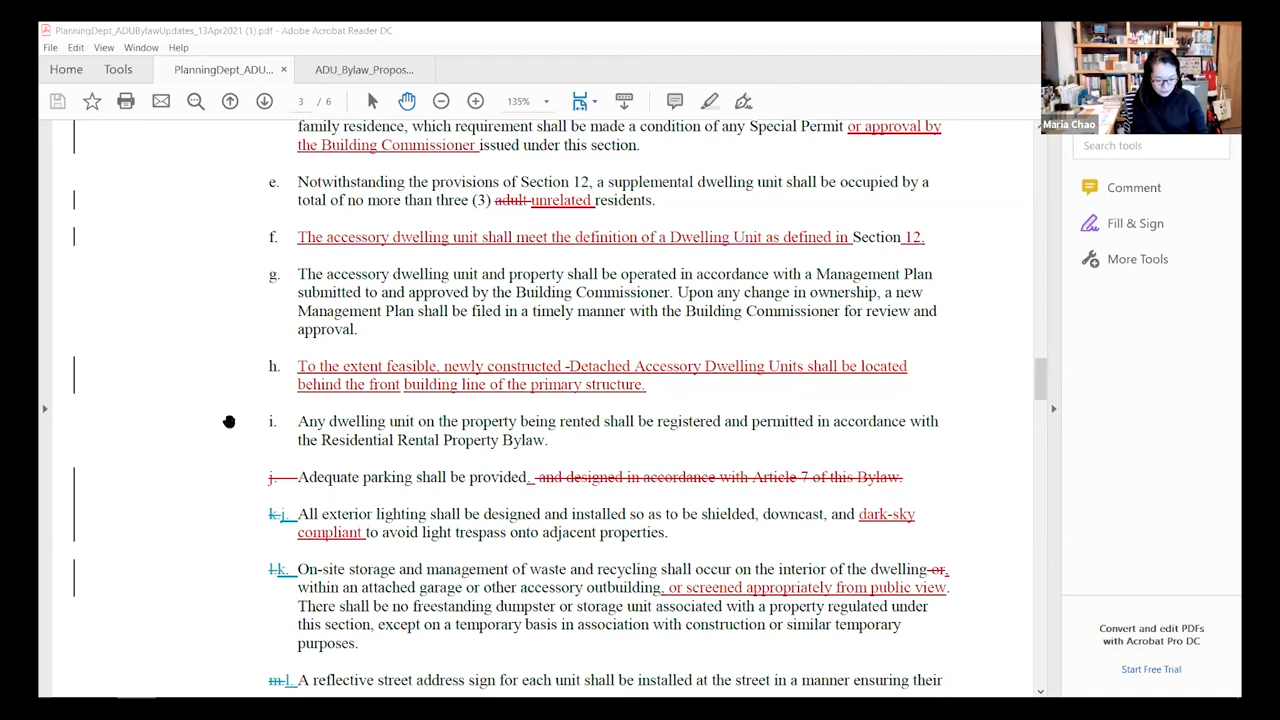 PlanningDept_ADUBylawUpdates_13Apr2021 (1).pdf - Adobe Acrobat Reader DC
File Edit View Window Help
Home Tools PlanningDept_ADU... × ADU_Bylaw_Propos...
3 / 6 135%
Maria Chao
Search tools
Comment
Fill & Sign
More Tools
Convert and edit PDFs
with Acrobat Pro DC
Start Free Trial
family residence, which requirement shall be made a condition of any Special Permit or approval by
the Building Commissioner issued under this section.
e. Notwithstanding the provisions of Section 12, a supplemental dwelling unit shall be occupied by a
total of no more than three (3) adult unrelated residents.
f. The accessory dwelling unit shall meet the definition of a Dwelling Unit as defined in Section 12.
g. The accessory dwelling unit and property shall be operated in accordance with a Management Plan
submitted to and approved by the Building Commissioner. Upon any change in ownership, a new
Management Plan shall be filed in a timely manner with the Building Commissioner for review and
approval.
h. To the extent feasible, newly constructed -Detached Accessory Dwelling Units shall be located
behind the front building line of the primary structure.
i. Any dwelling unit on the property being rented shall be registered and permitted in accordance with
the Residential Rental Property Bylaw.
j. Adequate parking shall be provided. and designed in accordance with Article 7 of this Bylaw.
k.j. All exterior lighting shall be designed and installed so as to be shielded, downcast, and dark-sky
compliant to avoid light trespass onto adjacent properties.
l.k. On-site storage and management of waste and recycling shall occur on the interior of the dwelling or,
within an attached garage or other accessory outbuilding, or screened appropriately from public view.
There shall be no freestanding dumpster or storage unit associated with a property regulated under
this section, except on a temporary basis in association with construction or similar temporary
purposes.
m.l. A reflective street address sign for each unit shall be installed at the street in a manner ensuring their